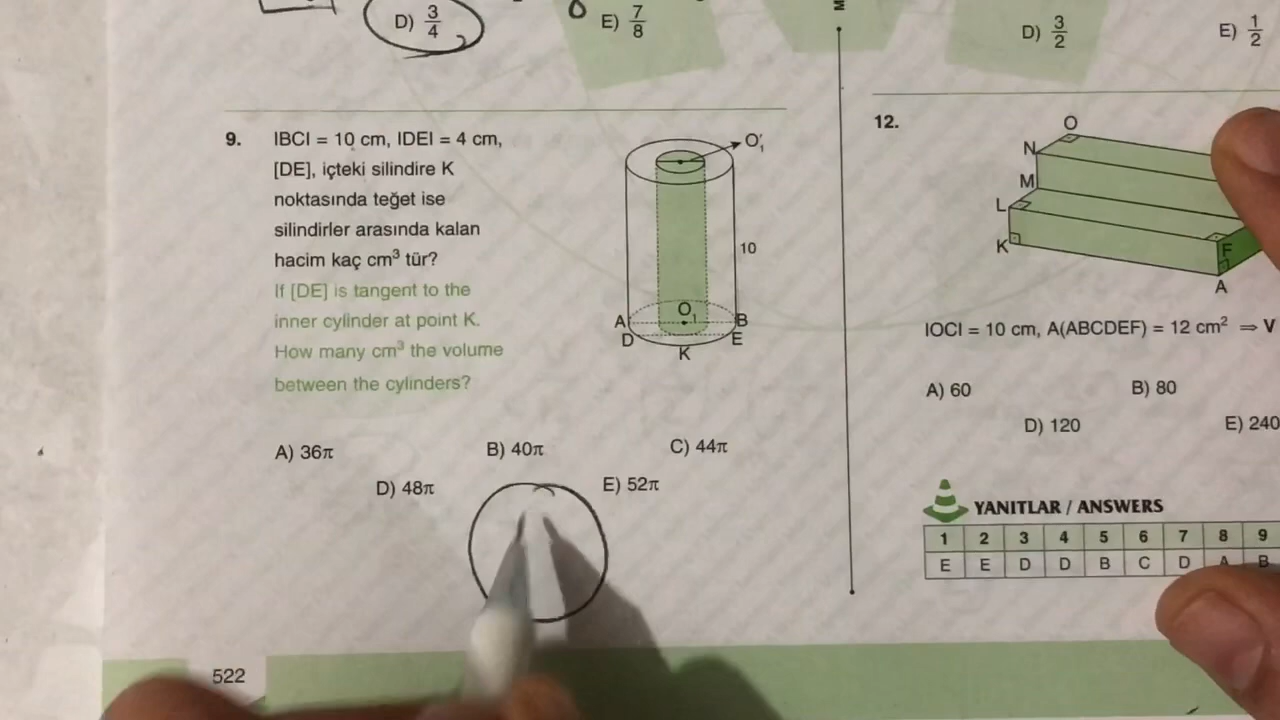 D) 3/4
E) 7/8
9. IBCI = 10 cm, IDEI = 4 cm,
[DE], içteki silindire K
noktasında teğet ise
silindirler arasında kalan
hacim kaç cm³ tür?
If [DE] is tangent to the
inner cylinder at point K.
How many cm³ the volume
between the cylinders?
O'₁
10
O₁
A
B
D
E
K
A) 36π
B) 40π
C) 44π
D) 48π
E) 52π
522
D) 3/2
E) 1/2
12.
O
N
M
L
K
F
A
IOCI = 10 cm, A(ABCDEF) = 12 cm² ⇒ V
A) 60
B) 80
D) 120
E) 240
YANITLAR / ANSWERS
1 2 3 4 5 6 7 8 9
E E D D B C D A B